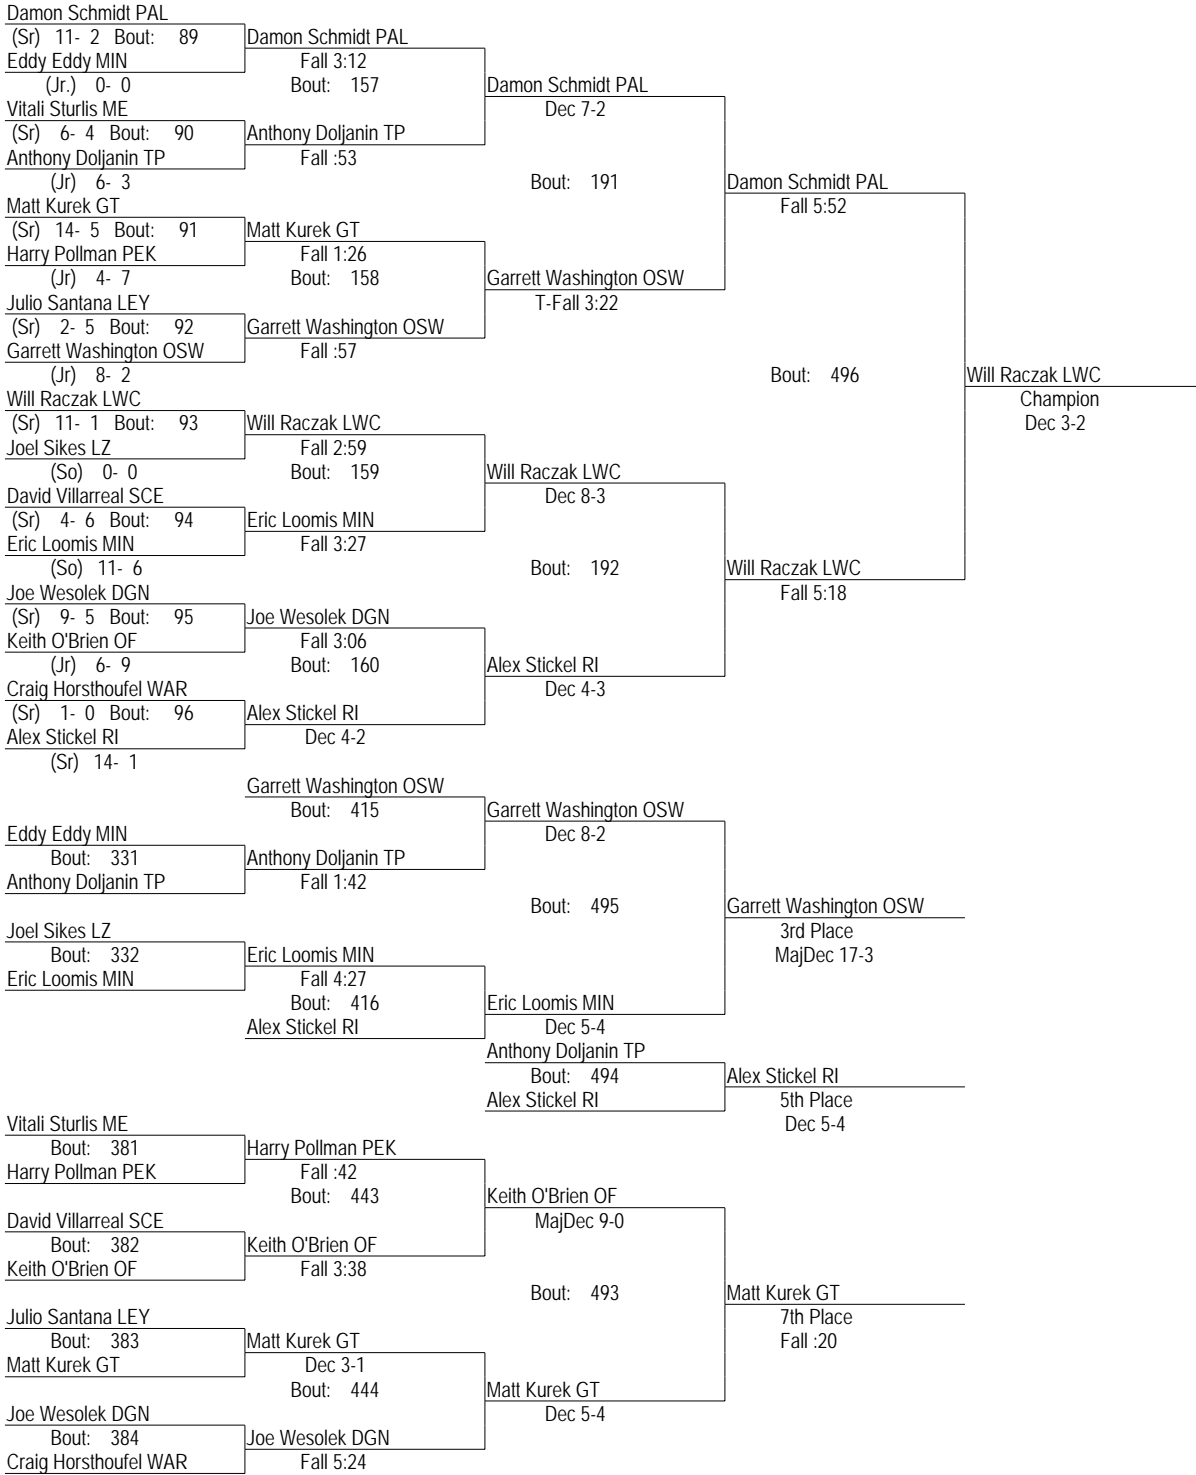 Damon Schmidt PAL
(Sr) 11- 2 Bout: 89 Damon Schmidt PAL
Eddy Eddy MIN Fall 3:12
(Jr.) 0- 0 Bout: 157 Damon Schmidt PAL
Vitali Sturlis ME Dec 7-2
(Sr) 6- 4 Bout: 90 Anthony Doljanin TP
Anthony Doljanin TP Fall :53
(Jr) 6- 3 Bout: 191 Damon Schmidt PAL
Matt Kurek GT Fall 5:52
(Sr) 14- 5 Bout: 91 Matt Kurek GT
Harry Pollman PEK Fall 1:26
(Jr) 4- 7 Bout: 158 Garrett Washington OSW
Julio Santana LEY T-Fall 3:22
(Sr) 2- 5 Bout: 92 Garrett Washington OSW
Garrett Washington OSW Fall :57
(Jr) 8- 2 Bout: 496 Will Raczak LWC
Will Raczak LWC Champion
(Sr) 11- 1 Bout: 93 Will Raczak LWC Dec 3-2
Joel Sikes LZ Fall 2:59
(So) 0- 0 Bout: 159 Will Raczak LWC
David Villarreal SCE Dec 8-3
(Sr) 4- 6 Bout: 94 Eric Loomis MIN
Eric Loomis MIN Fall 3:27
(So) 11- 6 Bout: 192 Will Raczak LWC
Joe Wesolek DGN Fall 5:18
(Sr) 9- 5 Bout: 95 Joe Wesolek DGN
Keith O'Brien OF Fall 3:06
(Jr) 6- 9 Bout: 160 Alex Stickel RI
Craig Horsthoufel WAR Dec 4-3
(Sr) 1- 0 Bout: 96 Alex Stickel RI
Alex Stickel RI Dec 4-2
(Sr) 14- 1
Garrett Washington OSW
Bout: 415 Garrett Washington OSW
Eddy Eddy MIN Dec 8-2
Bout: 331 Anthony Doljanin TP
Anthony Doljanin TP Fall 1:42
Bout: 495 Garrett Washington OSW
Joel Sikes LZ 3rd Place
Bout: 332 Eric Loomis MIN MajDec 17-3
Eric Loomis MIN Fall 4:27
Bout: 416 Eric Loomis MIN
Alex Stickel RI Dec 5-4
Anthony Doljanin TP
Bout: 494 Alex Stickel RI
Alex Stickel RI 5th Place
Vitali Sturlis ME Dec 5-4
Bout: 381 Harry Pollman PEK
Harry Pollman PEK Fall :42
Bout: 443 Keith O'Brien OF
David Villarreal SCE MajDec 9-0
Bout: 382 Keith O'Brien OF
Keith O'Brien OF Fall 3:38
Bout: 493 Matt Kurek GT
Julio Santana LEY 7th Place
Bout: 383 Matt Kurek GT Fall :20
Matt Kurek GT Dec 3-1
Bout: 444 Matt Kurek GT
Joe Wesolek DGN Dec 5-4
Bout: 384 Joe Wesolek DGN
Craig Horsthoufel WAR Fall 5:24